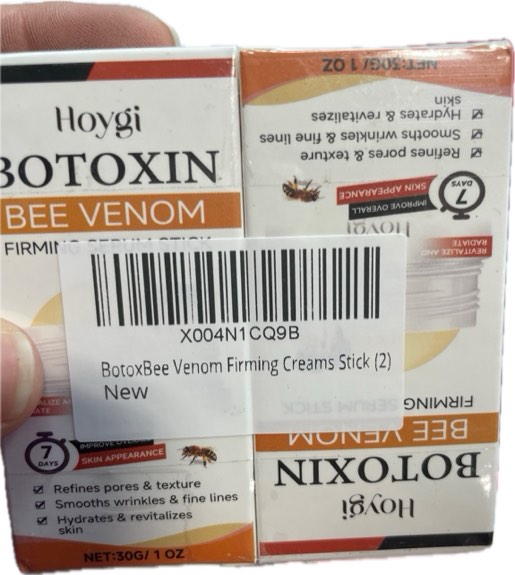 Hoygi
BOTOXIN
BEE VENOM
FIRMING SERUM STICK
X004N1CQ9B
BotoxBee Venom Firming Creams Stick (2)
New
7
DAYS
IMPROVE OVERALL
SKIN APPEARANCE
Refines pores & texture
Smooths wrinkles & fine lines
Hydrates & revitalizes
skin
NET:30G/ 1 OZ
Hoygi
BOTOXIN
BEE VENOM
FIRMING SERUM STICK
REVITALIZE AND
RADIATE
Hoygi
7
DAYS
IMPROVE OVERALL
SKIN APPEARANCE
Refines pores & texture
Smooths wrinkles & fine lines
Hydrates & revitalizes
skin
NET:30G/ 1 OZ